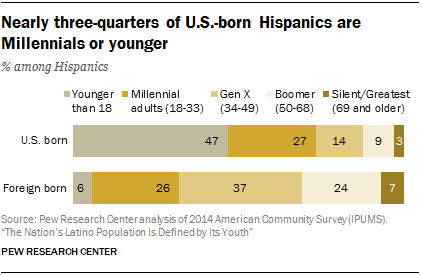 Nearly three-quarters of U.S.-born Hispanics are
Millennials or younger
% among Hispanics
Younger than 18
Millennial adults (18-33)
Gen X (34-49)
Boomer (50-68)
Silent/Greatest (69 and older)
U.S. born 47 27 14 9 3
Foreign born 6 26 37 24 7
Source: Pew Research Center analysis of 2014 American Community Survey (IPUMS).
"The Nation's Latino Population Is Defined by Its Youth"
PEW RESEARCH CENTER